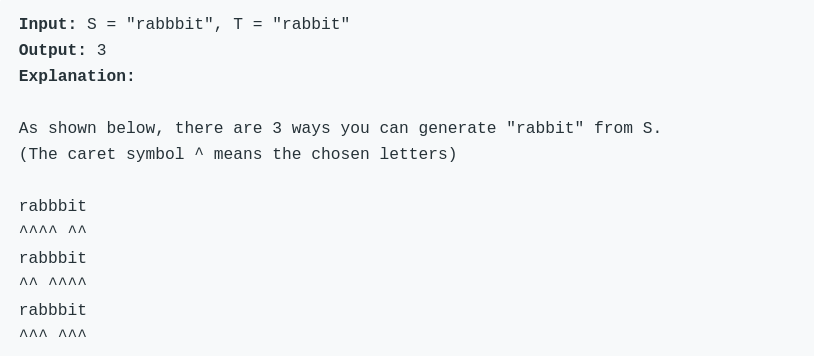 Input: S = "rabbbit", T = "rabbit"
Output: 3
Explanation:
As shown below, there are 3 ways you can generate "rabbit" from S.
(The caret symbol ^ means the chosen letters)
rabbbit
^^^^ ^^
rabbbit
^^ ^^^^
rabbbit
^^^ ^^^